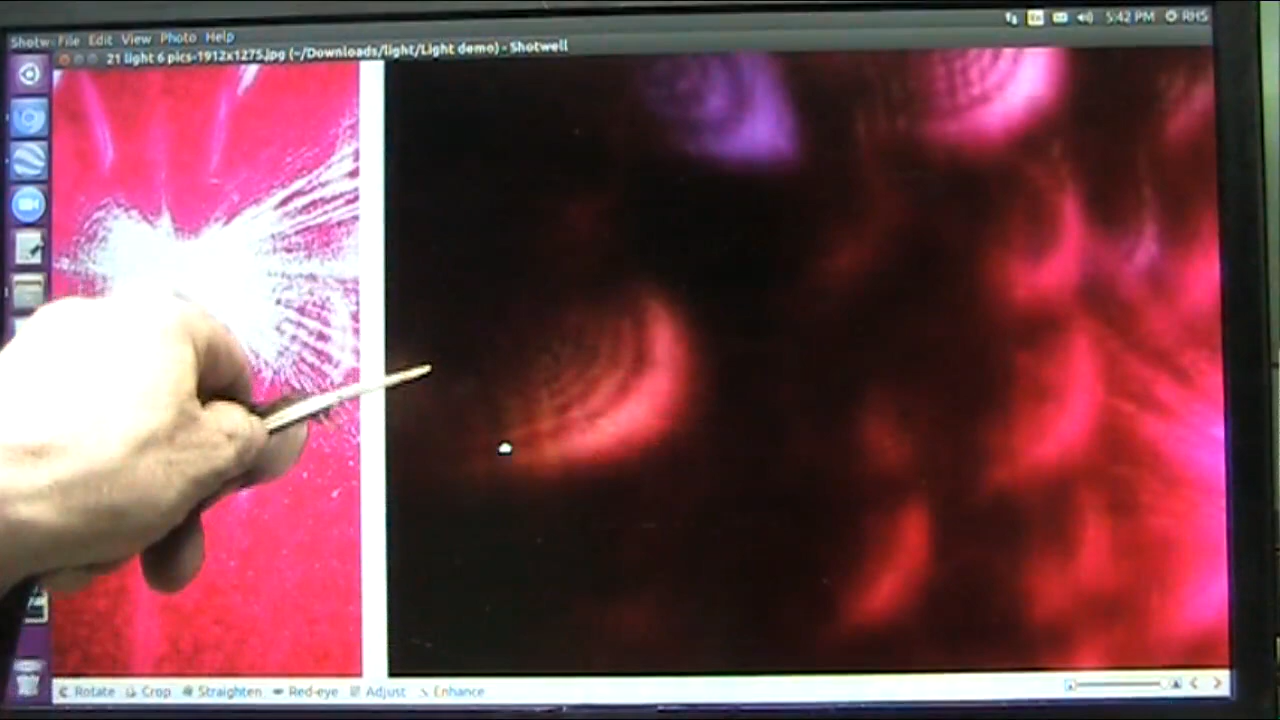 Shotw File Edit View Photo Help
5:42 PM RHS
21 light 6 pics-1912x1275.jpg (~/Downloads/light/Light demo) - Shotwell
Rotate Crop Straighten Red-eye Adjust Enhance